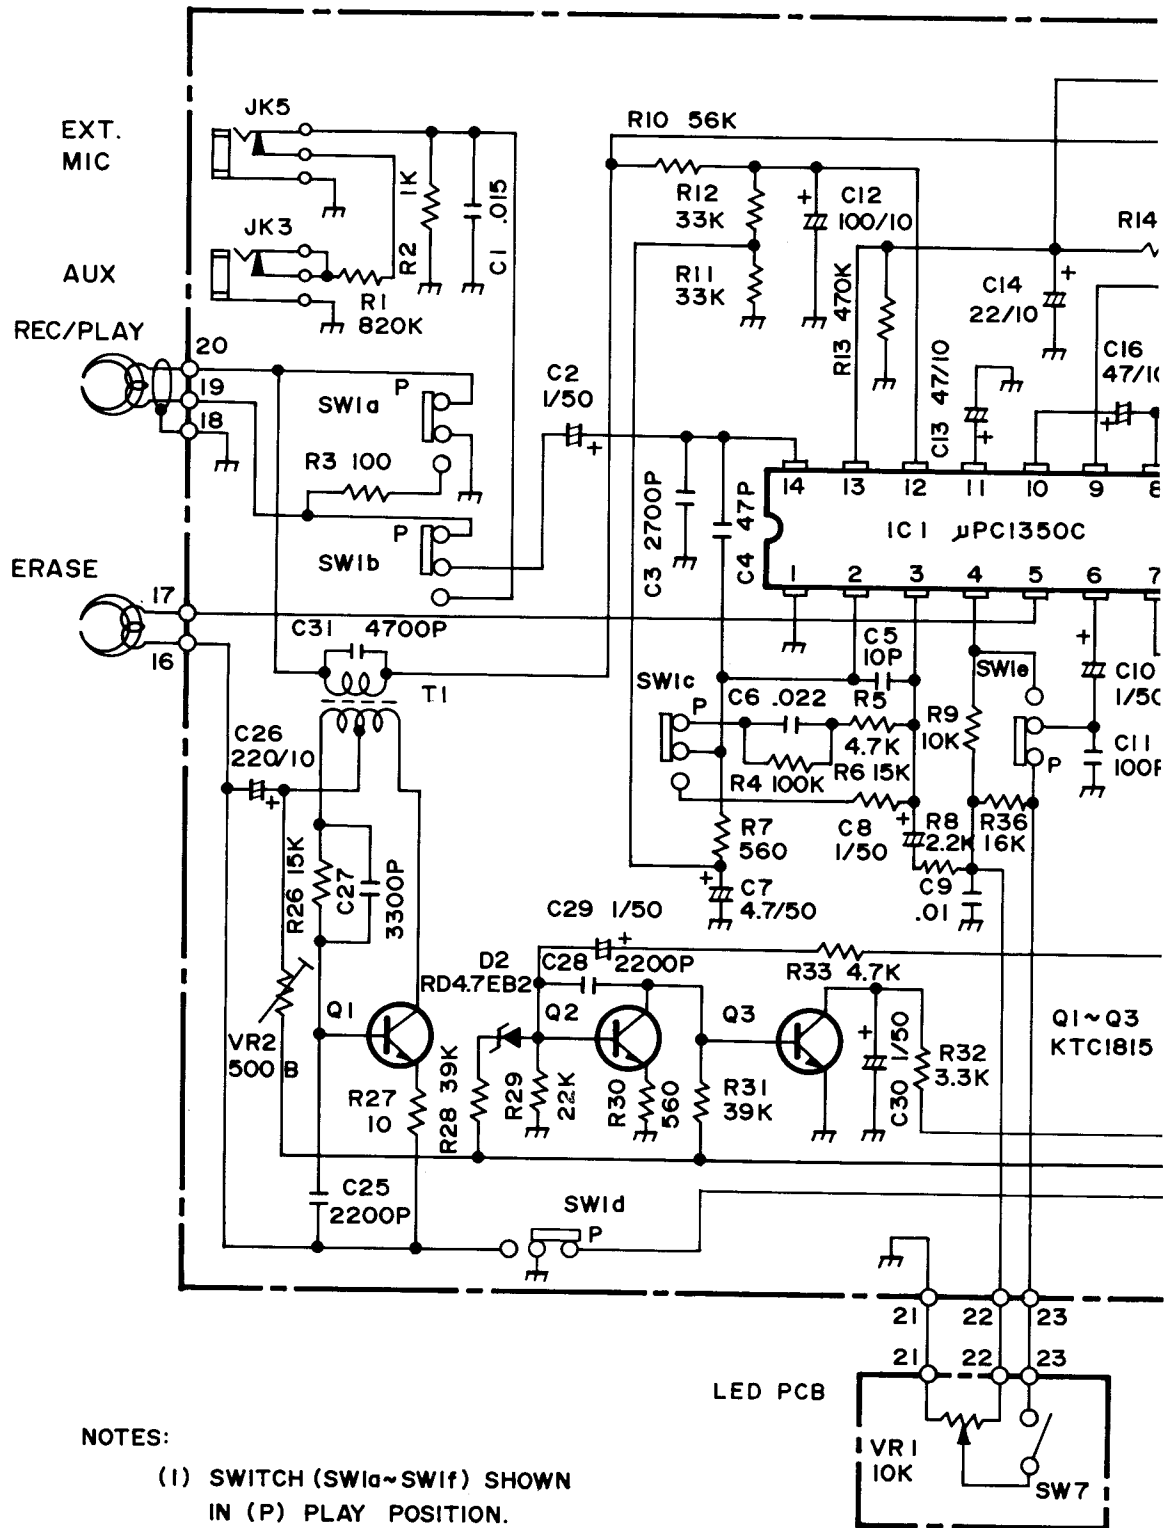 EXT.
MIC
JK5
R2 1K
C1 .015
AUX
JK3
R1
820K
R10 56K
R12
33K
R11
33K
+
C12
100/10
R13 470K
C14
22/10
+
R14
C13 47/10
+
C16
+
REC/PLAY
20
19
18
SW1a
P
R3 100
SW1b
P
C2
1/50
+
C3 2700P
C4 47P
14
13
12
11
10
9
8
IC1 µPC1350C
1
2
3
4
5
6
7
ERASE
17
16
C31
4700P
T1
C26
220/10
+
SW1c
P
C5
10P
C6 .022
R5
4.7K
R4 100K
R6 15K
R9
10K
SW1e
P
+
C10
1/50
C11
R7
560
C8
1/50
+
R8
2.2K
R36
16K
+
C7
4.7/50
C9
.01
R26 15K
C27
3300P
VR2
500 B
Q1
R27
10
C29 1/50
+
D2
RD4.7EB2
C28
2200P
Q2
R28 39K
R29
22K
R30
560
Q3
R31
39K
R33 4.7K
+
C30 1/50
R32
3.3K
Q1~Q3
KTC1815
C25
2200P
SW1d
P
21
22
23
21
22
23
LED PCB
VR1
10K
SW7
NOTES:
(1) SWITCH (SW1a~SW1f) SHOWN
IN (P) PLAY POSITION.